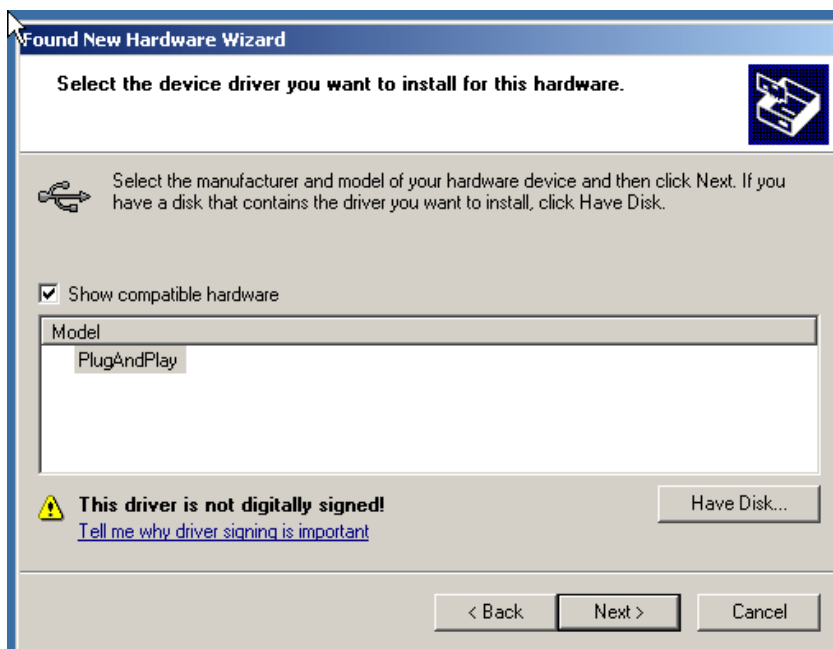 Found New Hardware Wizard
Select the device driver you want to install for this hardware.
Select the manufacturer and model of your hardware device and then click Next. If you
have a disk that contains the driver you want to install, click Have Disk.
Show compatible hardware
Model
PlugAndPlay
This driver is not digitally signed!
Have Disk...
Tell me why driver signing is important
< Back
Next >
Cancel